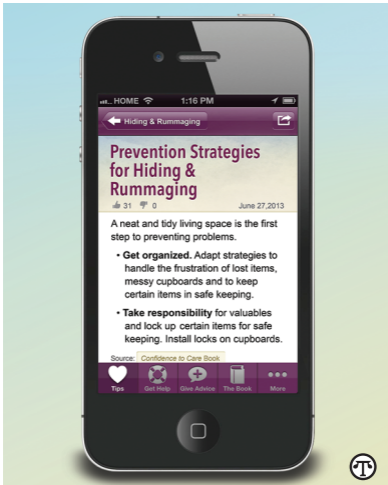 HOME
1:16 PM
Hiding & Rummaging
Prevention Strategies
for Hiding &
Rummaging
31 0 June 27,2013
A neat and tidy living space is the first
step to preventing problems.
• Get organized. Adapt strategies to
handle the frustration of lost items,
messy cupboards and to keep
certain items in safe keeping.
• Take responsibility for valuables
and lock up certain items for safe
keeping. Install locks on cupboards.
Source: Confidence to Care Book
Tips Get Help Give Advice The Book More